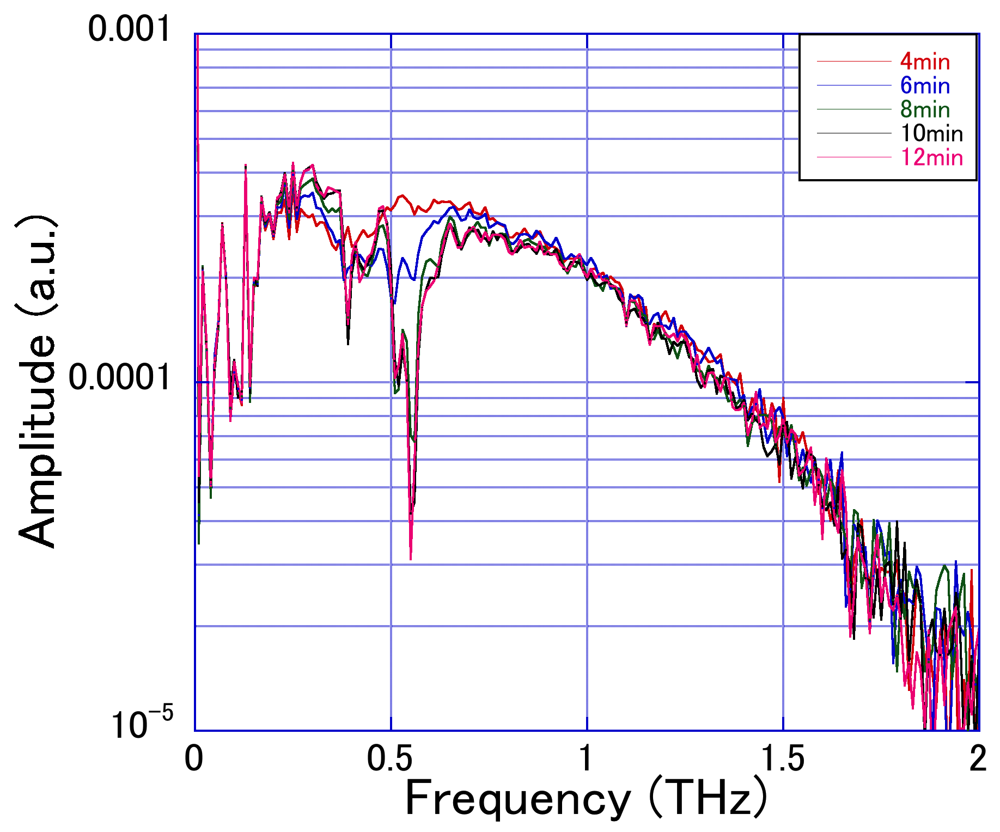 0.001
0.0001
10⁻⁵
Amplitude (a.u.)
4min
6min
8min
10min
12min
0 0.5 1 1.5 2
Frequency (THz)